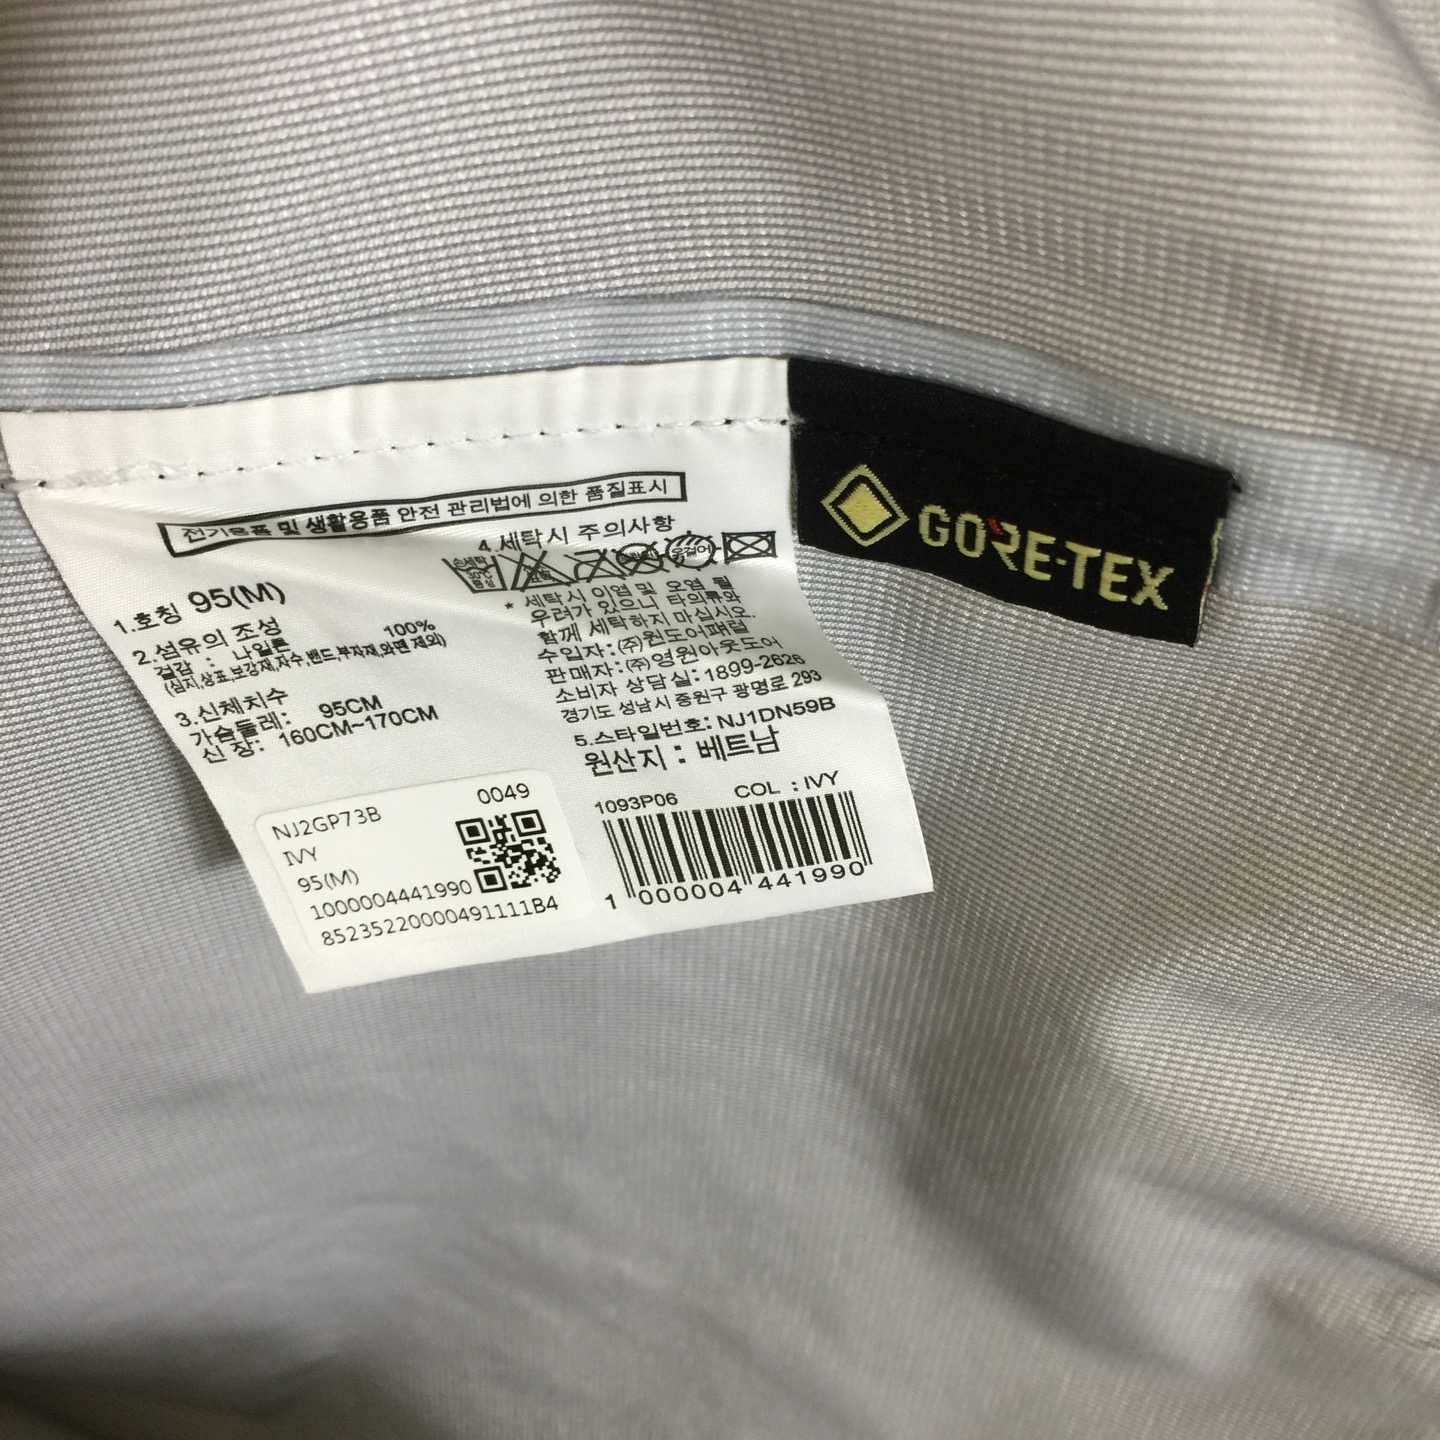 전기용품 및 생활용품 안전 관리법에 의한 품질표시
1.호칭 95(M)
2.섬유의 조성
겉감 : 나일론 100%
(심지,상표,보강재,자수,밴드,부자재,와펜 제외)
3.신체치수
가슴둘레: 95CM
신 장: 160CM~170CM
4.세탁시 주의사항
* 세탁시 이염 및 오염 될
우려가 있으니 타의류와
함께 세탁하지 마십시오.
수입자:(주)윈도어패럴
판매자:(주)영원아웃도어
소비자 상담실:1899-2626
경기도 성남시 중원구 광명로 293
5.스타일번호:NJ1DN59B
원산지 : 베트남
1093P06 COL : IVY
1 000004 441990
NJ2GP73B 0049
IVY
95(M)
1000004441990
85235220000491111B4
GORE-TEX